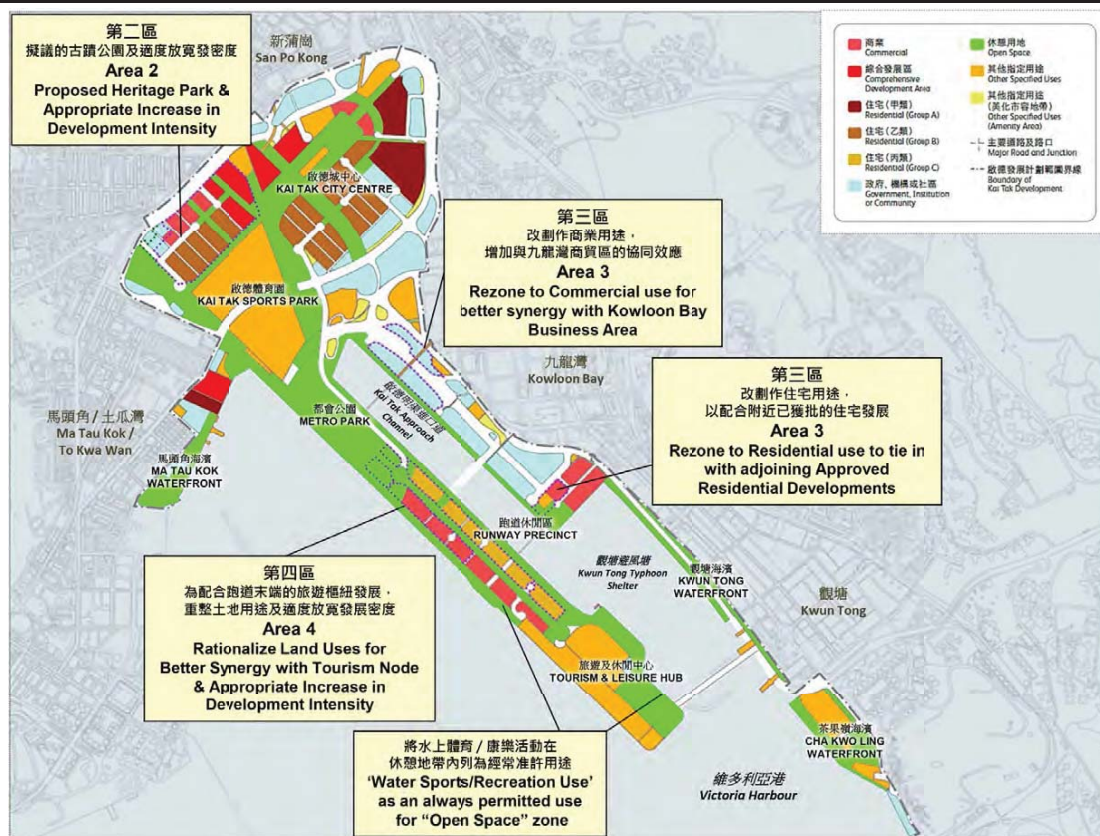 第二區
擬議的古蹟公園及適度放寬發密度
Area 2
Proposed Heritage Park &
Appropriate Increase in
Development Intensity
新蒲崗
San Po Kong
商業
Commercial
綜合發展區
Comprehensive
Development Area
住宅(甲類)
Residential (Group A)
住宅(乙類)
Residential (Group B)
住宅(丙類)
Residential (Group C)
政府、機構或社區
Government, Institution
or Community
休憩用地
Open Space
其他指定用途
Other Specified Uses
其他指定用途
(美化市容地帶)
Other Specified Uses
(Amenity Area)
主要道路及路口
Major Road and Junction
啟德發展計劃範圍界線
Boundary of
Kai Tak Development
啟德城中心
KAI TAK CITY CENTRE
第三區
改劃作商業用途,
增加與九龍灣商貿區的協同效應
Area 3
Rezone to Commercial use for
better synergy with Kowloon Bay
Business Area
啟德體育園
KAI TAK SPORTS PARK
九龍灣
Kowloon Bay
第三區
改劃作住宅用途,
以配合附近已獲批的住宅發展
Area 3
Rezone to Residential use to tie in
with adjoining Approved
Residential Developments
啟德明渠進口道
Kai Tak Approach
Channel
都會公園
METRO PARK
馬頭角/土瓜灣
Ma Tau Kok /
To Kwa Wan
馬頭角海濱
MA TAU KOK
WATERFRONT
跑道休閒區
RUNWAY PRECINCT
觀塘避風塘
Kwun Tong Typhoon
Shelter
觀塘海濱
KWUN TONG
WATERFRONT
觀塘
Kwun Tong
第四區
為配合跑道末端的旅遊樞紐發展,
重整土地用途及適度放寬發展密度
Area 4
Rationalize Land Uses for
Better Synergy with Tourism Node
& Appropriate Increase in
Development Intensity
旅遊及休閒中心
TOURISM & LEISURE HUB
茶果嶺海濱
CHA KWO LING
WATERFRONT
將水上體育/康樂活動在
休憩地帶內列為經常准許用途
'Water Sports/Recreation Use'
as an always permitted use
for "Open Space" zone
維多利亞港
Victoria Harbour